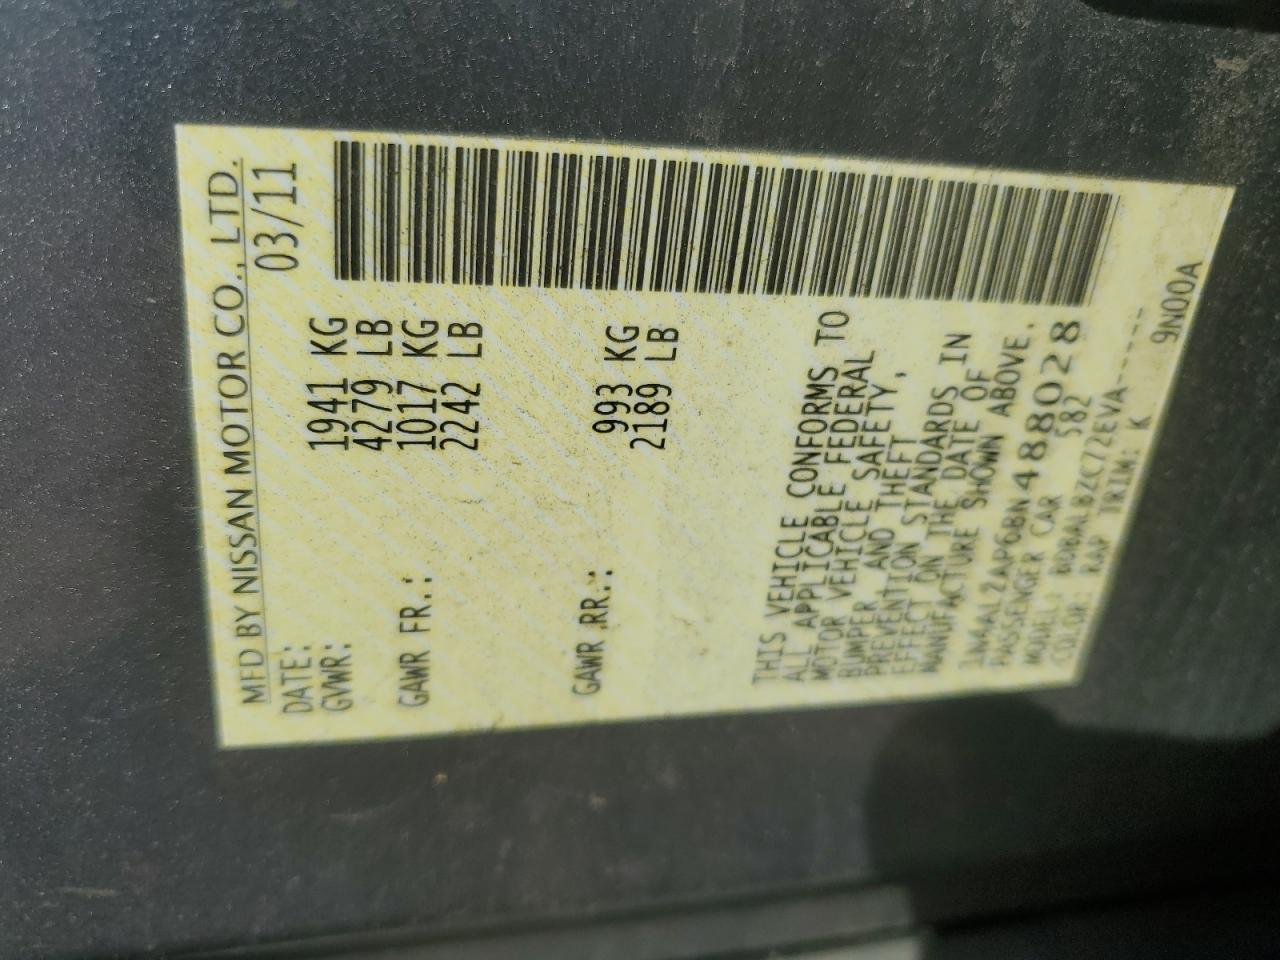 MFD BY NISSAN MOTOR CO., LTD.
DATE: 03/11
GVWR: 1941 KG
4279 LB
GAWR FR.: 1017 KG
2242 LB
GAWR RR.: 993 KG
2189 LB
THIS VEHICLE CONFORMS TO
ALL APPLICABLE FEDERAL
MOTOR VEHICLE SAFETY,
BUMPER AND THEFT
PREVENTION STANDARDS IN
EFFECT ON THE DATE OF
MANUFACTURE SHOWN ABOVE.
1N4AL2AP6BN488028
PASSENGER CAR 582
MODEL: BDBALBZC72EVA-----
COLOR: RAP TRIM: K 9N00A